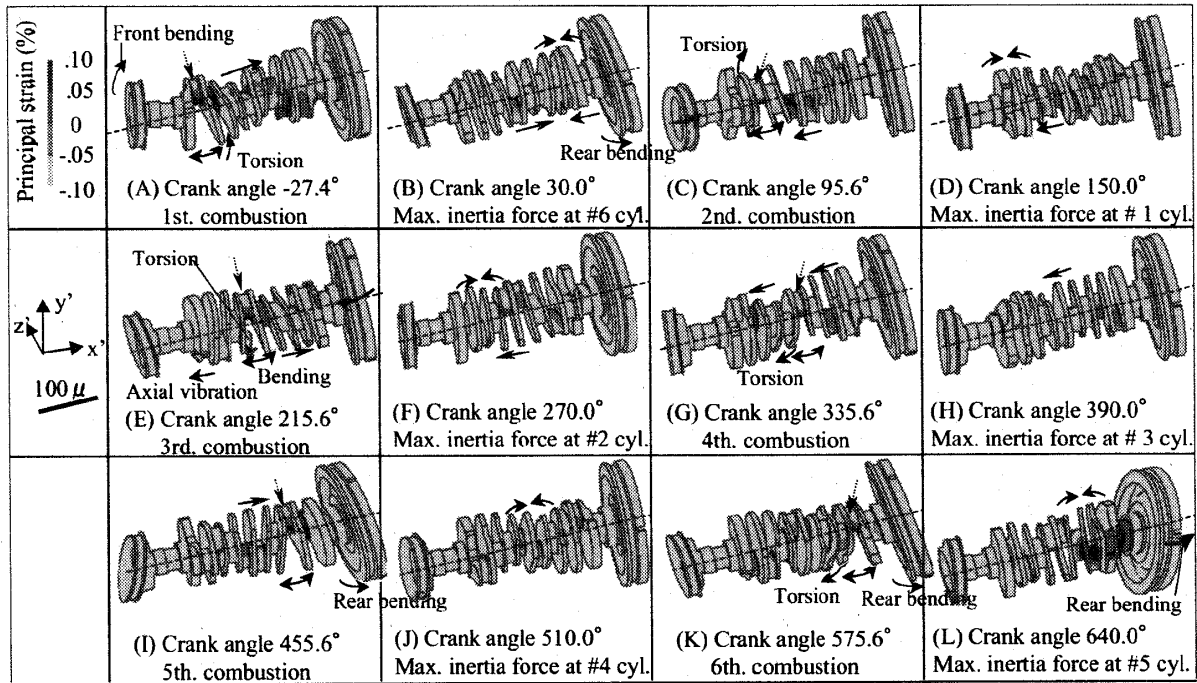 Principal strain (%)
.10
.05
0
-.05
-.10
Front bending
Torsion
(A) Crank angle -27.4°
1st. combustion
Rear bending
(B) Crank angle 30.0°
Max. inertia force at #6 cyl.
Torsion
(C) Crank angle 95.6°
2nd. combustion
(D) Crank angle 150.0°
Max. inertia force at # 1 cyl.
y'
z'
x'
100 μ
Torsion
Bending
Axial vibration
(E) Crank angle 215.6°
3rd. combustion
(F) Crank angle 270.0°
Max. inertia force at #2 cyl.
Torsion
(G) Crank angle 335.6°
4th. combustion
(H) Crank angle 390.0°
Max. inertia force at # 3 cyl.
Rear bending
(I) Crank angle 455.6°
5th. combustion
(J) Crank angle 510.0°
Max. inertia force at #4 cyl.
Torsion
Rear bending
(K) Crank angle 575.6°
6th. combustion
Rear bending
(L) Crank angle 640.0°
Max. inertia force at #5 cyl.